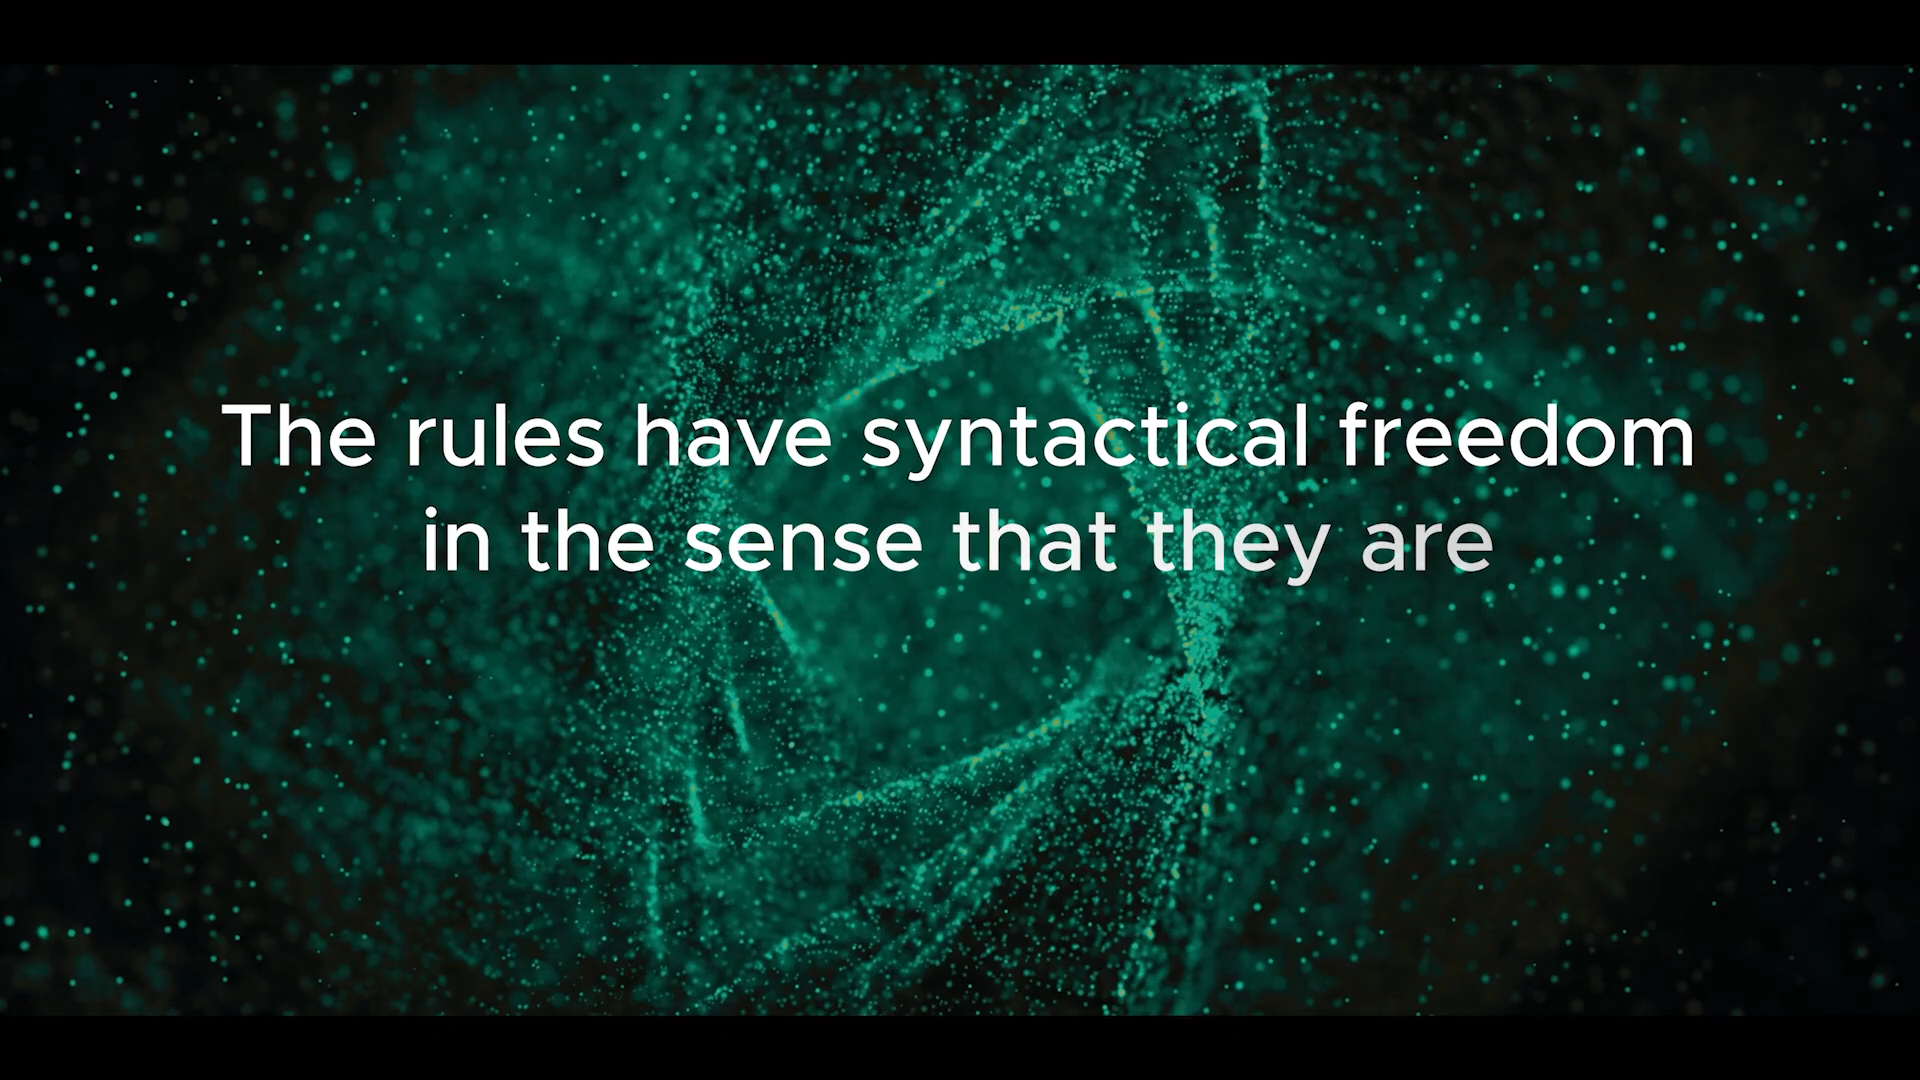 The rules have syntactical freedom
in the sense that they are